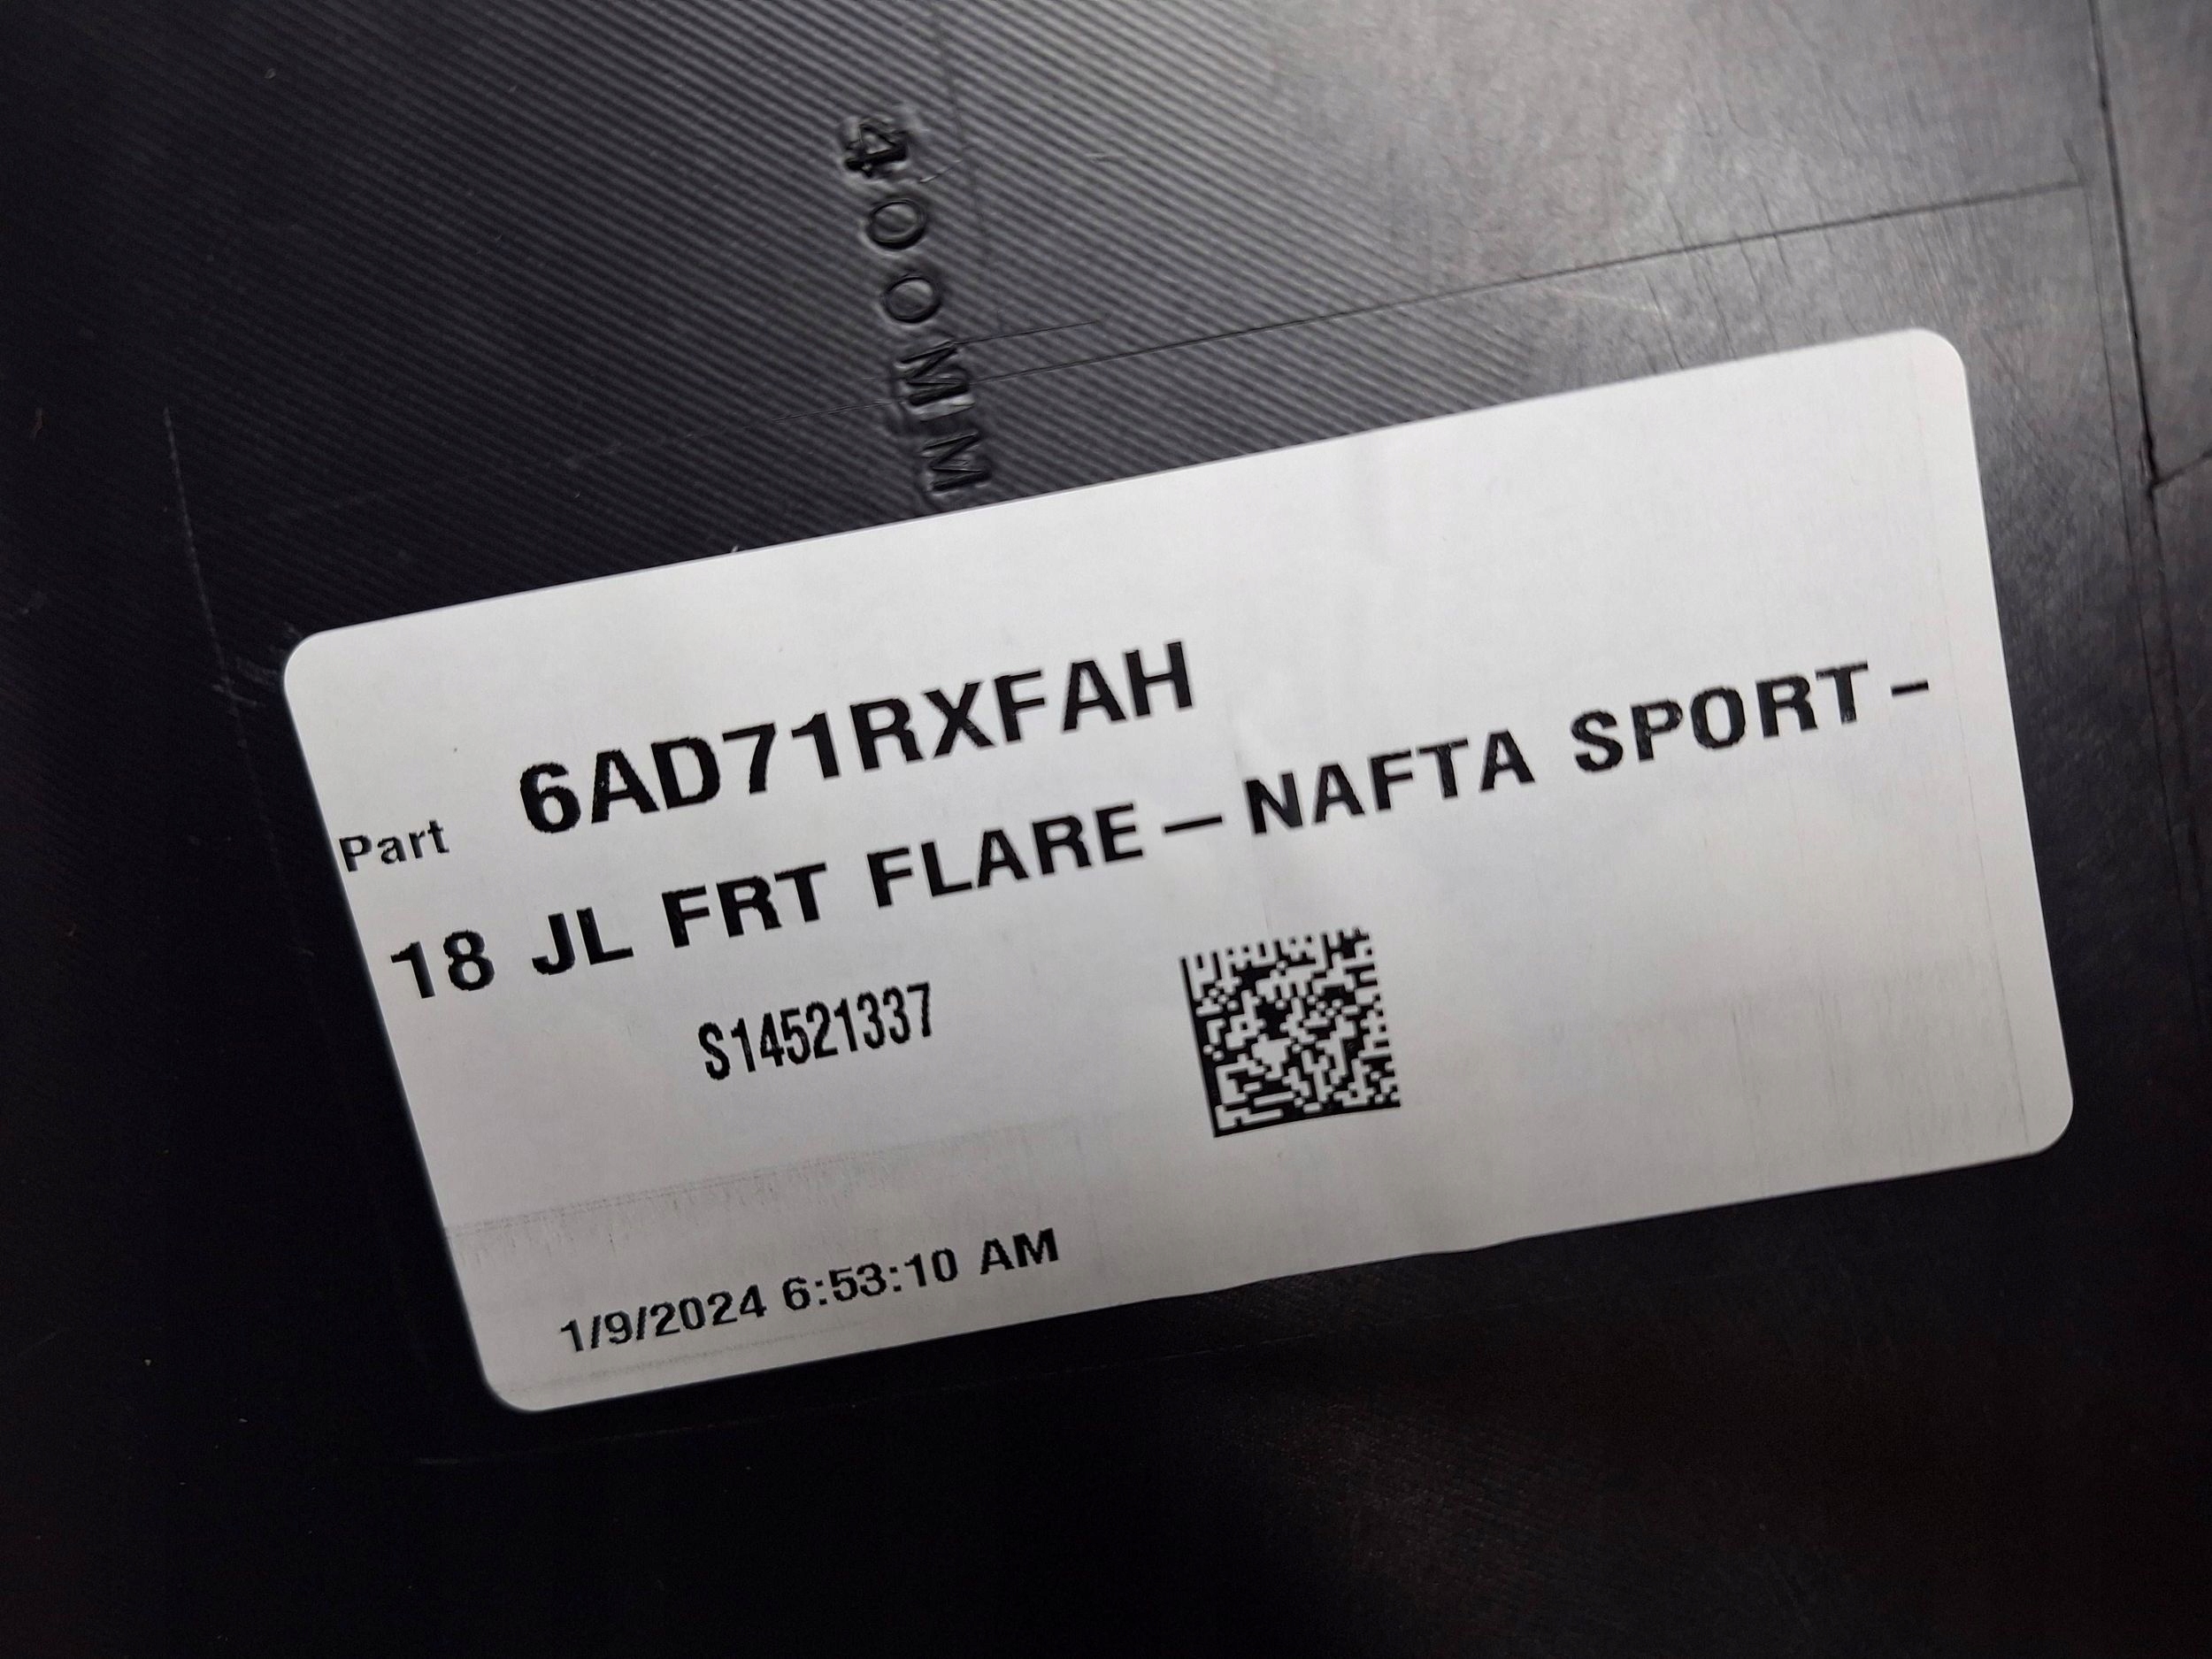 400MM
Part 6AD71RXFAH
18 JL FRT FLARE – NAFTA SPORT -
S14521337
1/9/2024 6:53:10 AM